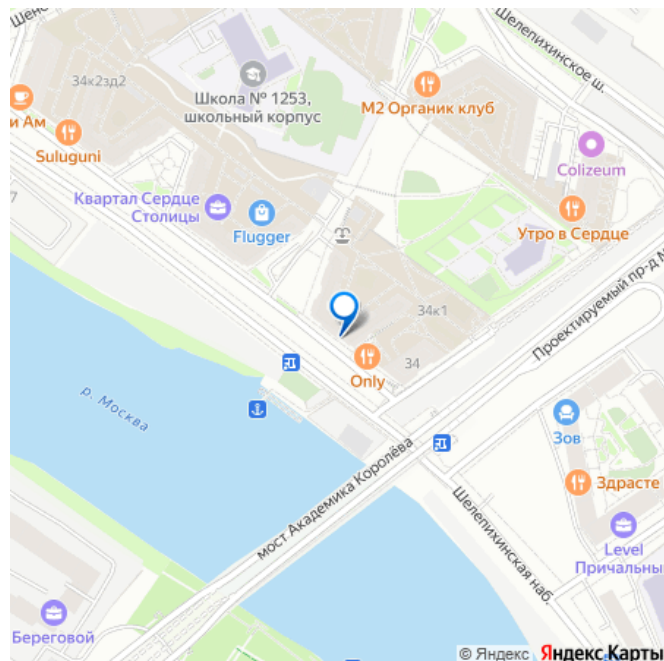 Шелепихинское ш.
34к2зд2
Школа № 1253,
школьный корпус
М2 Органик клуб
и Ам
Suluguni
Colizeum
Квартал Сердце
Столицы
Flugger
Утро в Сердце
7
34к1
Проектируемый пр-д №
34
Only
р. Москва
Зов
мост Академика Королёва
Здрасте
Шелепихинская наб.
Level
Причальны
Береговой
© Яндекс Яндекс Карты